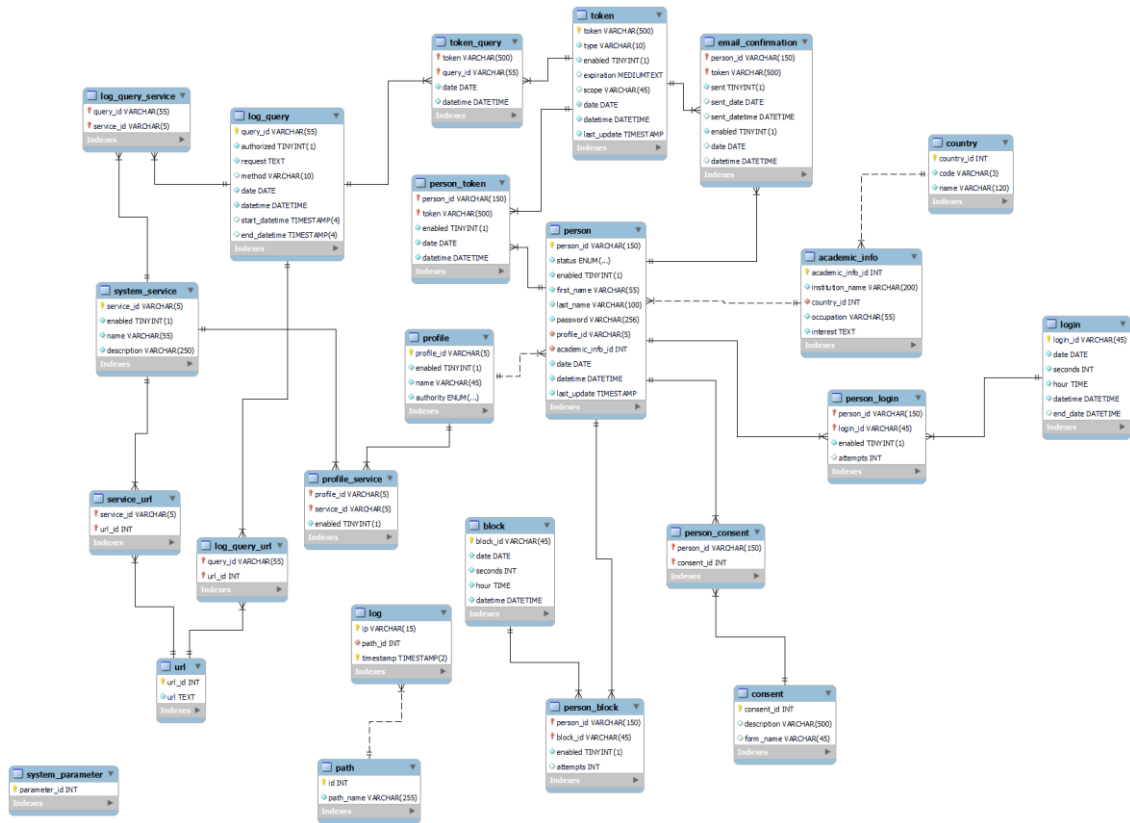 token
token VARCHAR(500)
type VARCHAR(10)
enabled TINYINT(1)
expiration MEDIUMTEXT
scope VARCHAR(45)
date DATE
datetime DATETIME
last_update TIMESTAMP
Indexes
token_query
token VARCHAR(500)
query_id VARCHAR(55)
date DATE
datetime DATETIME
Indexes
email_confirmation
person_id VARCHAR(150)
token VARCHAR(500)
sent TINYINT(1)
sent_date DATE
sent_datetime DATETIME
enabled TINYINT(1)
date DATE
datetime DATETIME
Indexes
log_query_service
query_id VARCHAR(55)
service_id VARCHAR(5)
Indexes
log_query
query_id VARCHAR(55)
authorized TINYINT(1)
request TEXT
method VARCHAR(10)
date DATE
datetime DATETIME
start_datetime TIMESTAMP(4)
end_datetime TIMESTAMP(4)
Indexes
country
country_id INT
code VARCHAR(3)
name VARCHAR(120)
Indexes
person_token
person_id VARCHAR(150)
token VARCHAR(500)
enabled TINYINT(1)
date DATE
datetime DATETIME
Indexes
person
person_id VARCHAR(150)
status ENUM(...)
enabled TINYINT(1)
first_name VARCHAR(55)
last_name VARCHAR(100)
password VARCHAR(256)
profile_id VARCHAR(5)
academic_info_id INT
date DATE
datetime DATETIME
last_update TIMESTAMP
Indexes
academic_info
academic_info_id INT
institution_name VARCHAR(200)
country_id INT
occupation VARCHAR(55)
interest TEXT
Indexes
system_service
service_id VARCHAR(5)
enabled TINYINT(1)
name VARCHAR(55)
description VARCHAR(250)
Indexes
profile
profile_id VARCHAR(5)
enabled TINYINT(1)
name VARCHAR(45)
authority ENUM(...)
Indexes
login
login_id VARCHAR(45)
date DATE
seconds INT
hour TIME
datetime DATETIME
end_date DATETIME
Indexes
person_login
person_id VARCHAR(150)
login_id VARCHAR(45)
enabled TINYINT(1)
attempts INT
Indexes
profile_service
profile_id VARCHAR(5)
service_id VARCHAR(5)
enabled TINYINT(1)
Indexes
service_url
service_id VARCHAR(5)
url_id INT
Indexes
block
block_id VARCHAR(45)
date DATE
seconds INT
hour TIME
datetime DATETIME
Indexes
person_consent
person_id VARCHAR(150)
consent_id INT
Indexes
log_query_url
query_id VARCHAR(55)
url_id INT
Indexes
log
ip VARCHAR(15)
path_id INT
timestamp TIMESTAMP(2)
Indexes
url
url_id INT
url TEXT
Indexes
consent
consent_id INT
description VARCHAR(500)
form_name VARCHAR(45)
Indexes
person_block
person_id VARCHAR(150)
block_id VARCHAR(45)
enabled TINYINT(1)
attempts INT
Indexes
path
id INT
path_name VARCHAR(255)
Indexes
system_parameter
parameter_id INT
Indexes